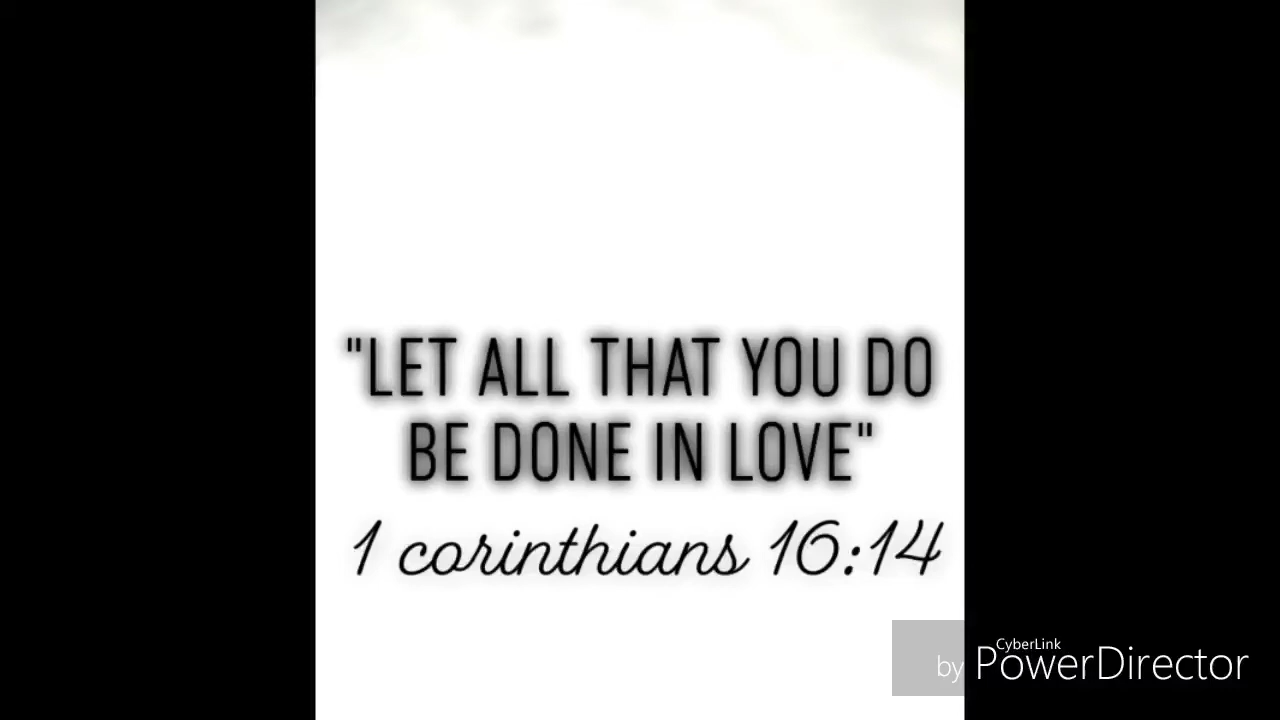 "LET ALL THAT YOU DO
BE DONE IN LOVE"
1 corinthians 16:14
CyberLink
by PowerDirector